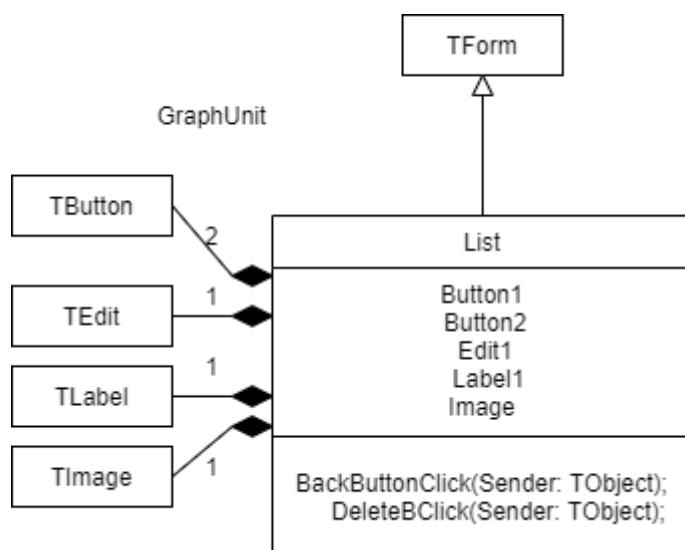 TForm
GraphUnit
TButton
2
List
TEdit
1
Button1
Button2
Edit1
Label1
Image
TLabel
1
TImage
1
BackButtonClick(Sender: TObject);
DeleteBClick(Sender: TObject);